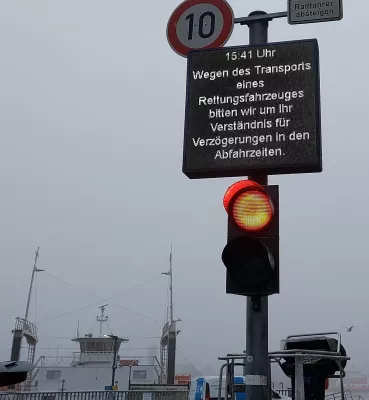 Radfahrer
absteigen
10
15:41 Uhr
Wegen des Transports
eines
Rettungsfahrzeuges
bitten wir um Ihr
Verständnis für
Verzögerungen in den
Abfahrzeiten.